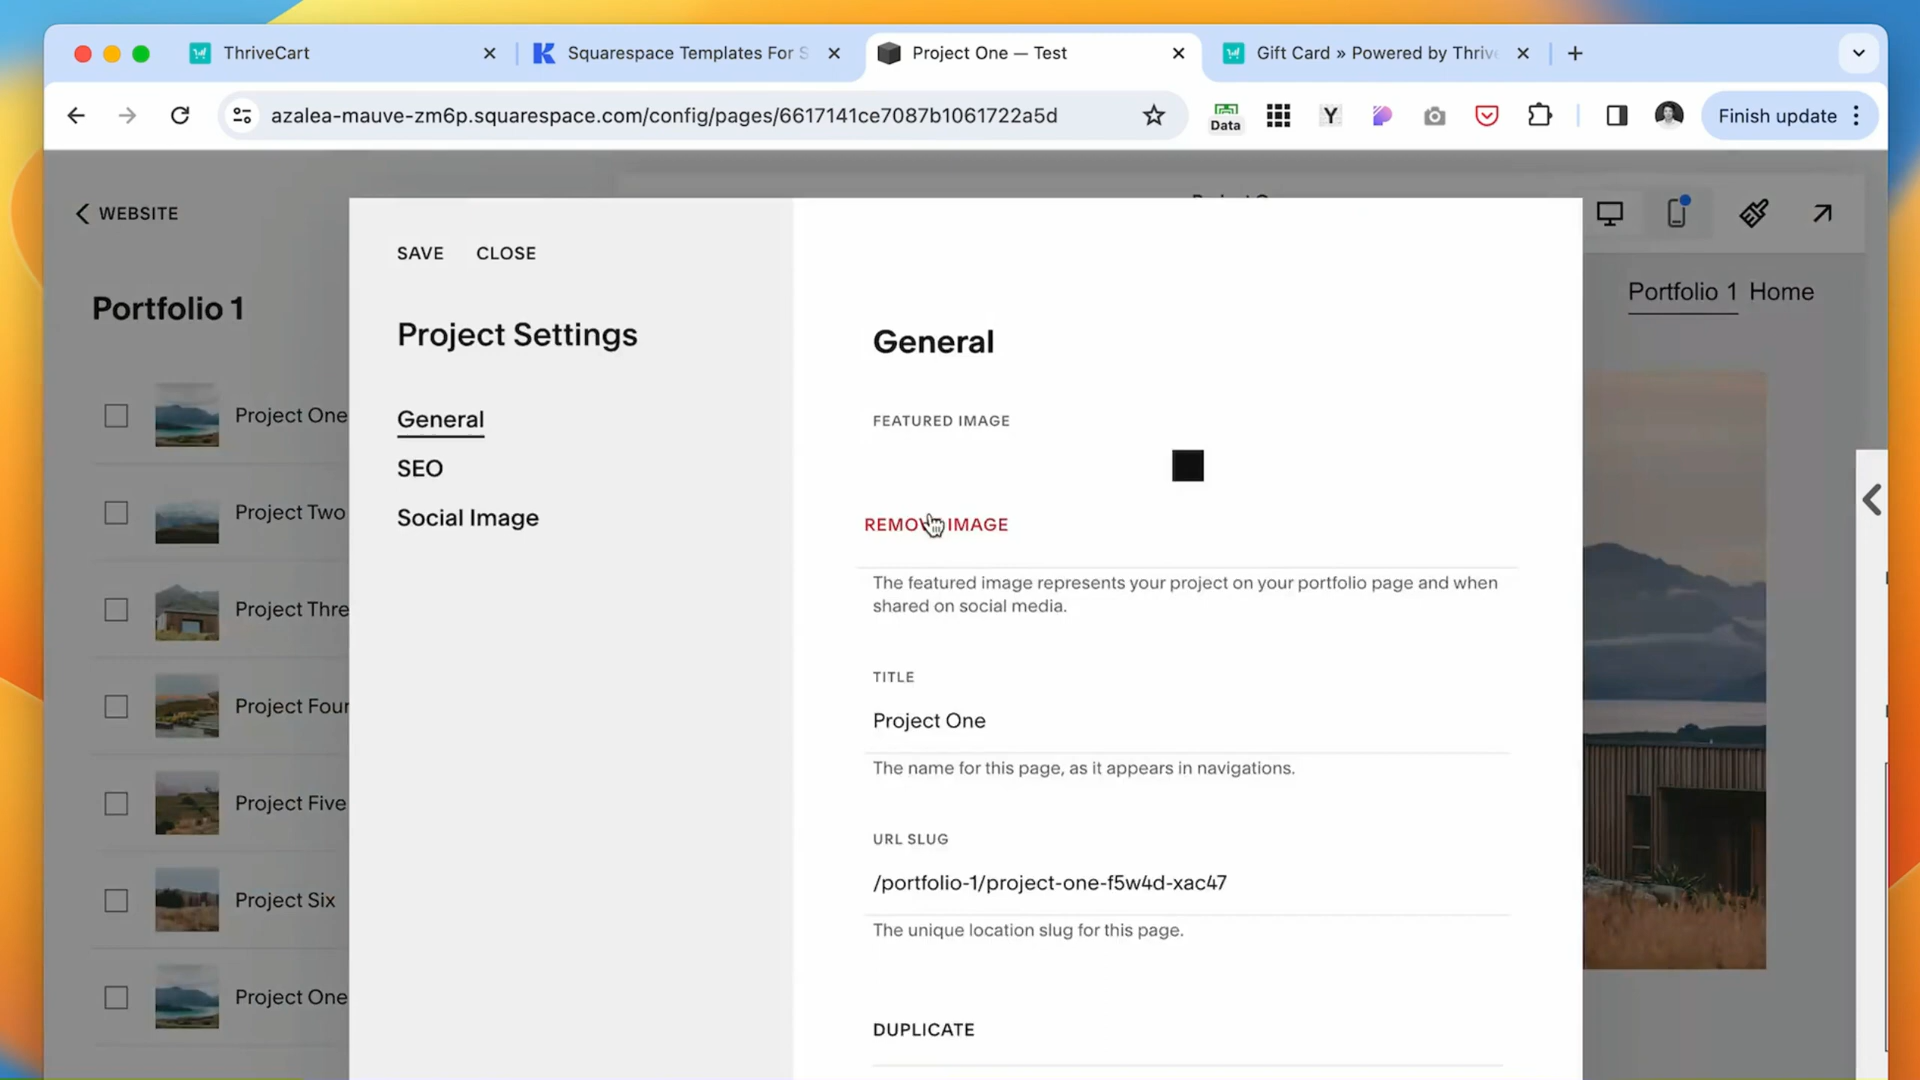 ThriveCart
Squarespace Templates For S
Project One — Test
Gift Card » Powered by Thrive
azalea-mauve-zm6p.squarespace.com/config/pages/6617141ce7087b1061722a5d
Data
Y
Finish update
WEBSITE
Portfolio 1
Project One
Project Two
Project Thre
Project Four
Project Five
Project Six
Project One
SAVE CLOSE
Project Settings
General
SEO
Social Image
General
FEATURED IMAGE
REMOVE IMAGE
The featured image represents your project on your portfolio page and when
shared on social media.
TITLE
Project One
The name for this page, as it appears in navigations.
URL SLUG
/portfolio-1/project-one-f5w4d-xac47
The unique location slug for this page.
DUPLICATE
Portfolio 1 Home